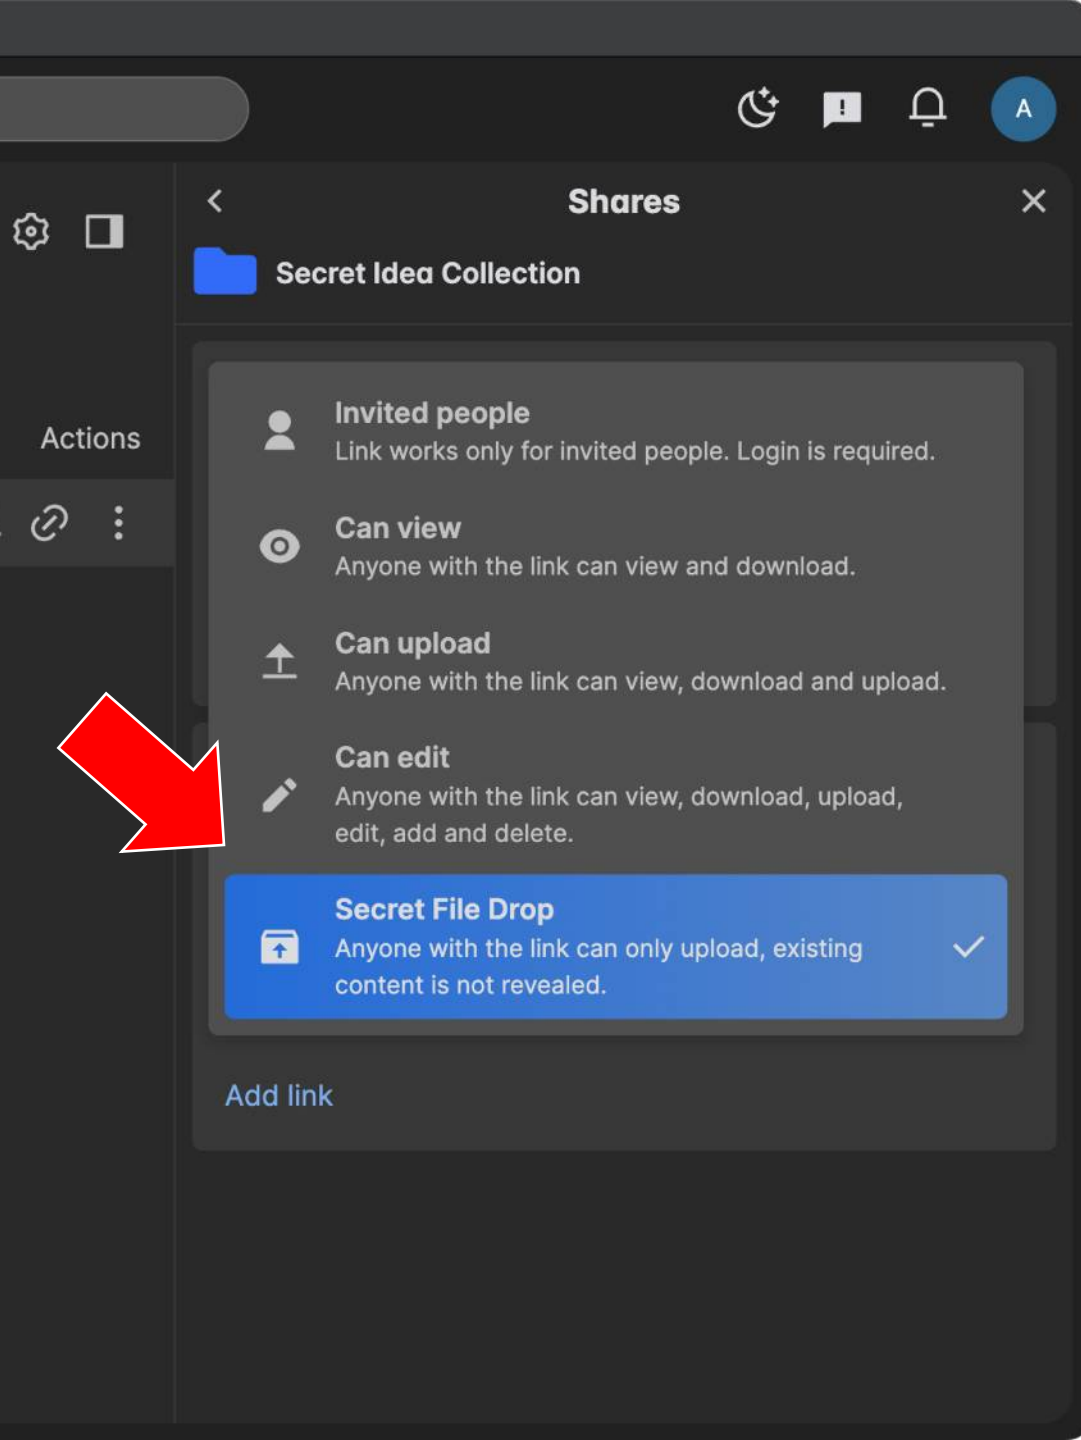 A
Shares
Secret Idea Collection
Actions
Invited people
Link works only for invited people. Login is required.
Can view
Anyone with the link can view and download.
Can upload
Anyone with the link can view, download and upload.
Can edit
Anyone with the link can view, download, upload,
edit, add and delete.
Secret File Drop
Anyone with the link can only upload, existing
content is not revealed.
Add link